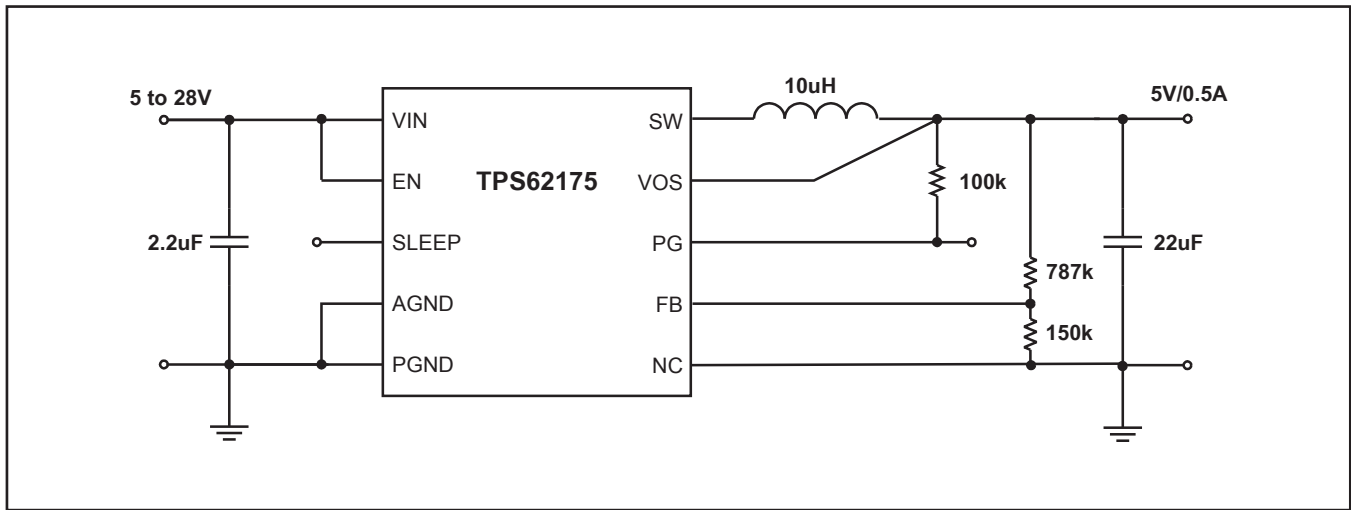 5 to 28V
10uH
5V/0.5A
VIN
SW
EN
TPS62175
VOS
100k
2.2uF
SLEEP
PG
22uF
787k
AGND
FB
150k
PGND
NC